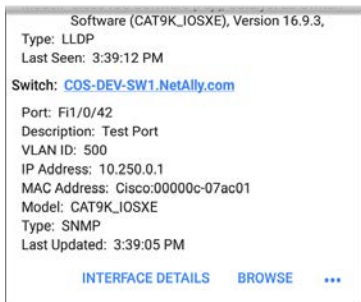 Software (CAT9K_IOSXE), Version 16.9.3,
Type: LLDP
Last Seen: 3:39:12 PM
Switch: COS-DEV-SW1.NetAlly.com
Port: Fi1/0/42
Description: Test Port
VLAN ID: 500
IP Address: 10.250.0.1
MAC Address: Cisco:00000c-07ac01
Model: CAT9K_IOSXE
Type: SNMP
Last Updated: 3:39:05 PM
INTERFACE DETAILS BROWSE •••